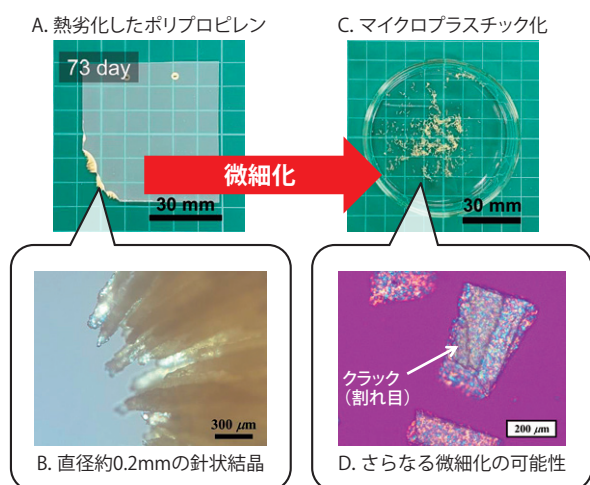 A. 熱劣化したポリプロピレン
C. マイクロプラスチック化
73 day
微細化
30 mm
30 mm
クラック
（割れ目）
300 μm
200 μm
B. 直径約0.2mmの針状結晶
D. さらなる微細化の可能性